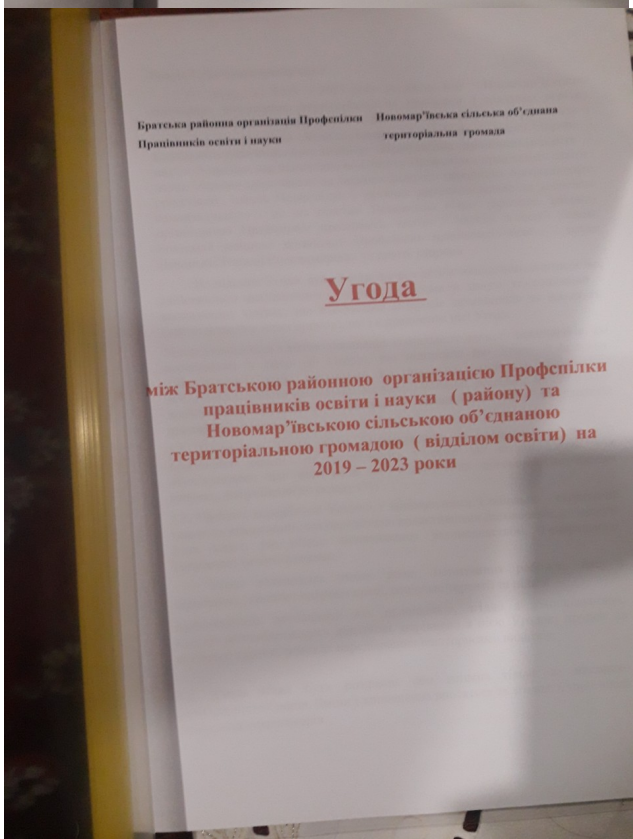 Братська районна організація Профспілки Новомар’ївська сільська об’єднана
Працівників освіти і науки територіальна громада
Угода
між Братською районною організацією Профспілки
працівників освіти і науки ( району) та
Новомар’ївською сільською об’єднаною
територіальною громадою ( відділом освіти) на
2019 – 2023 роки